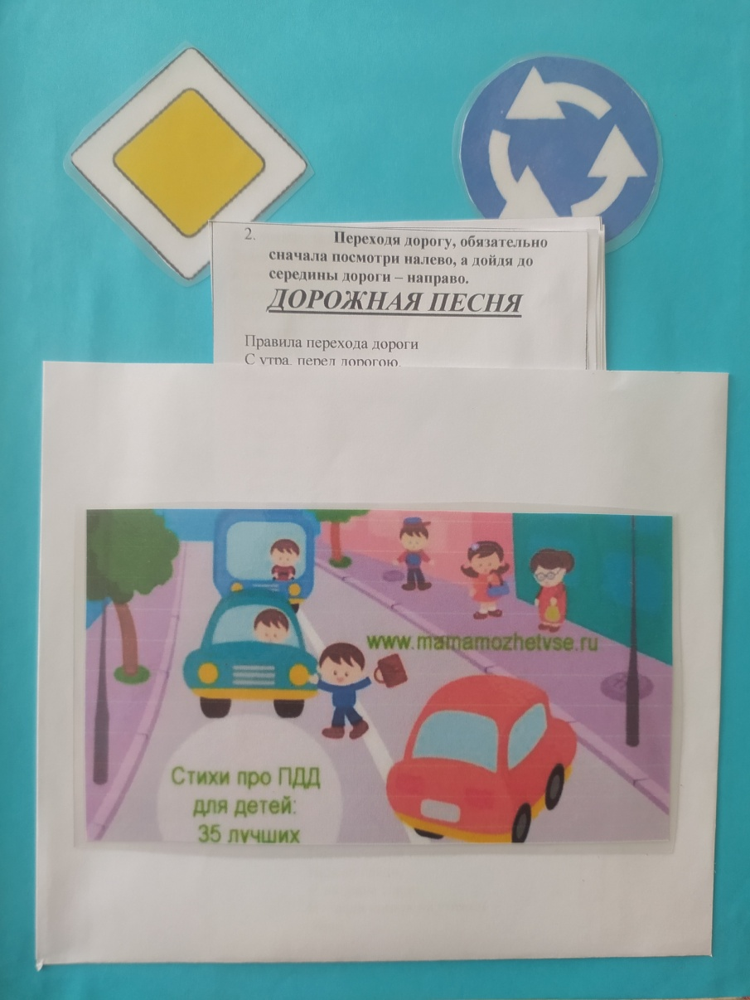 2. Переходя дорогу, обязательно
сначала посмотри налево, а дойдя до
середины дороги – направо.
ДОРОЖНАЯ ПЕСНЯ
Правила перехода дороги
С утра, перед дорогою,
www.mamamozhetvse.ru
Стихи про ПДД
для детей:
35 лучших